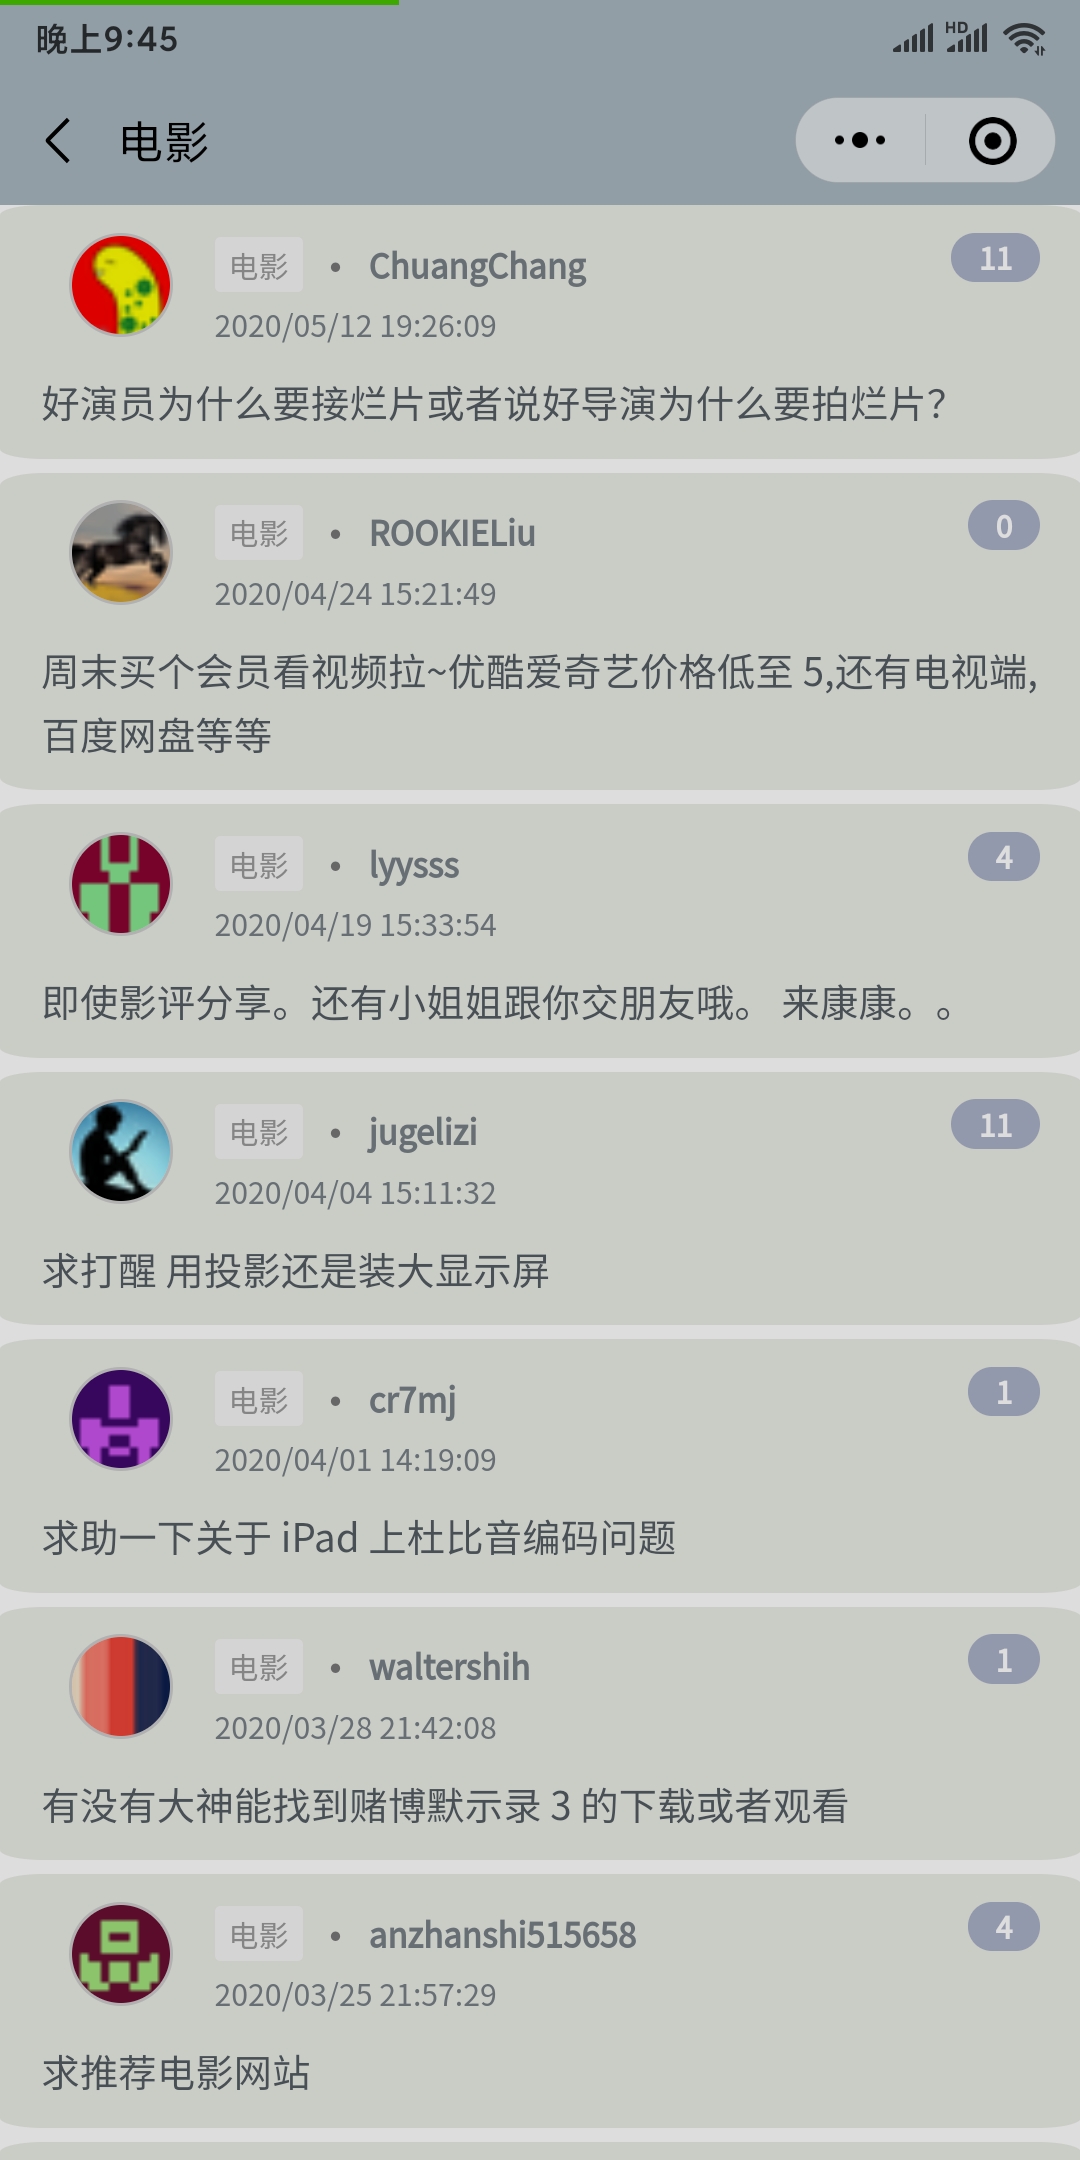 晚上9:45
HD
电影
电影 • ChuangChang 11
2020/05/12 19:26:09
好演员为什么要接烂片或者说好导演为什么要拍烂片?
电影 • ROOKIELiu 0
2020/04/24 15:21:49
周末买个会员看视频拉~优酷爱奇艺价格低至 5,还有电视端,
百度网盘等等
电影 • lyysss 4
2020/04/19 15:33:54
即使影评分享。还有小姐姐跟你交朋友哦。 来康康。。
电影 • jugelizi 11
2020/04/04 15:11:32
求打醒 用投影还是装大显示屏
电影 • cr7mj 1
2020/04/01 14:19:09
求助一下关于 iPad 上杜比音编码问题
电影 • waltershih 1
2020/03/28 21:42:08
有没有大神能找到赌博默示录 3 的下载或者观看
电影 • anzhanshi515658 4
2020/03/25 21:57:29
求推荐电影网站